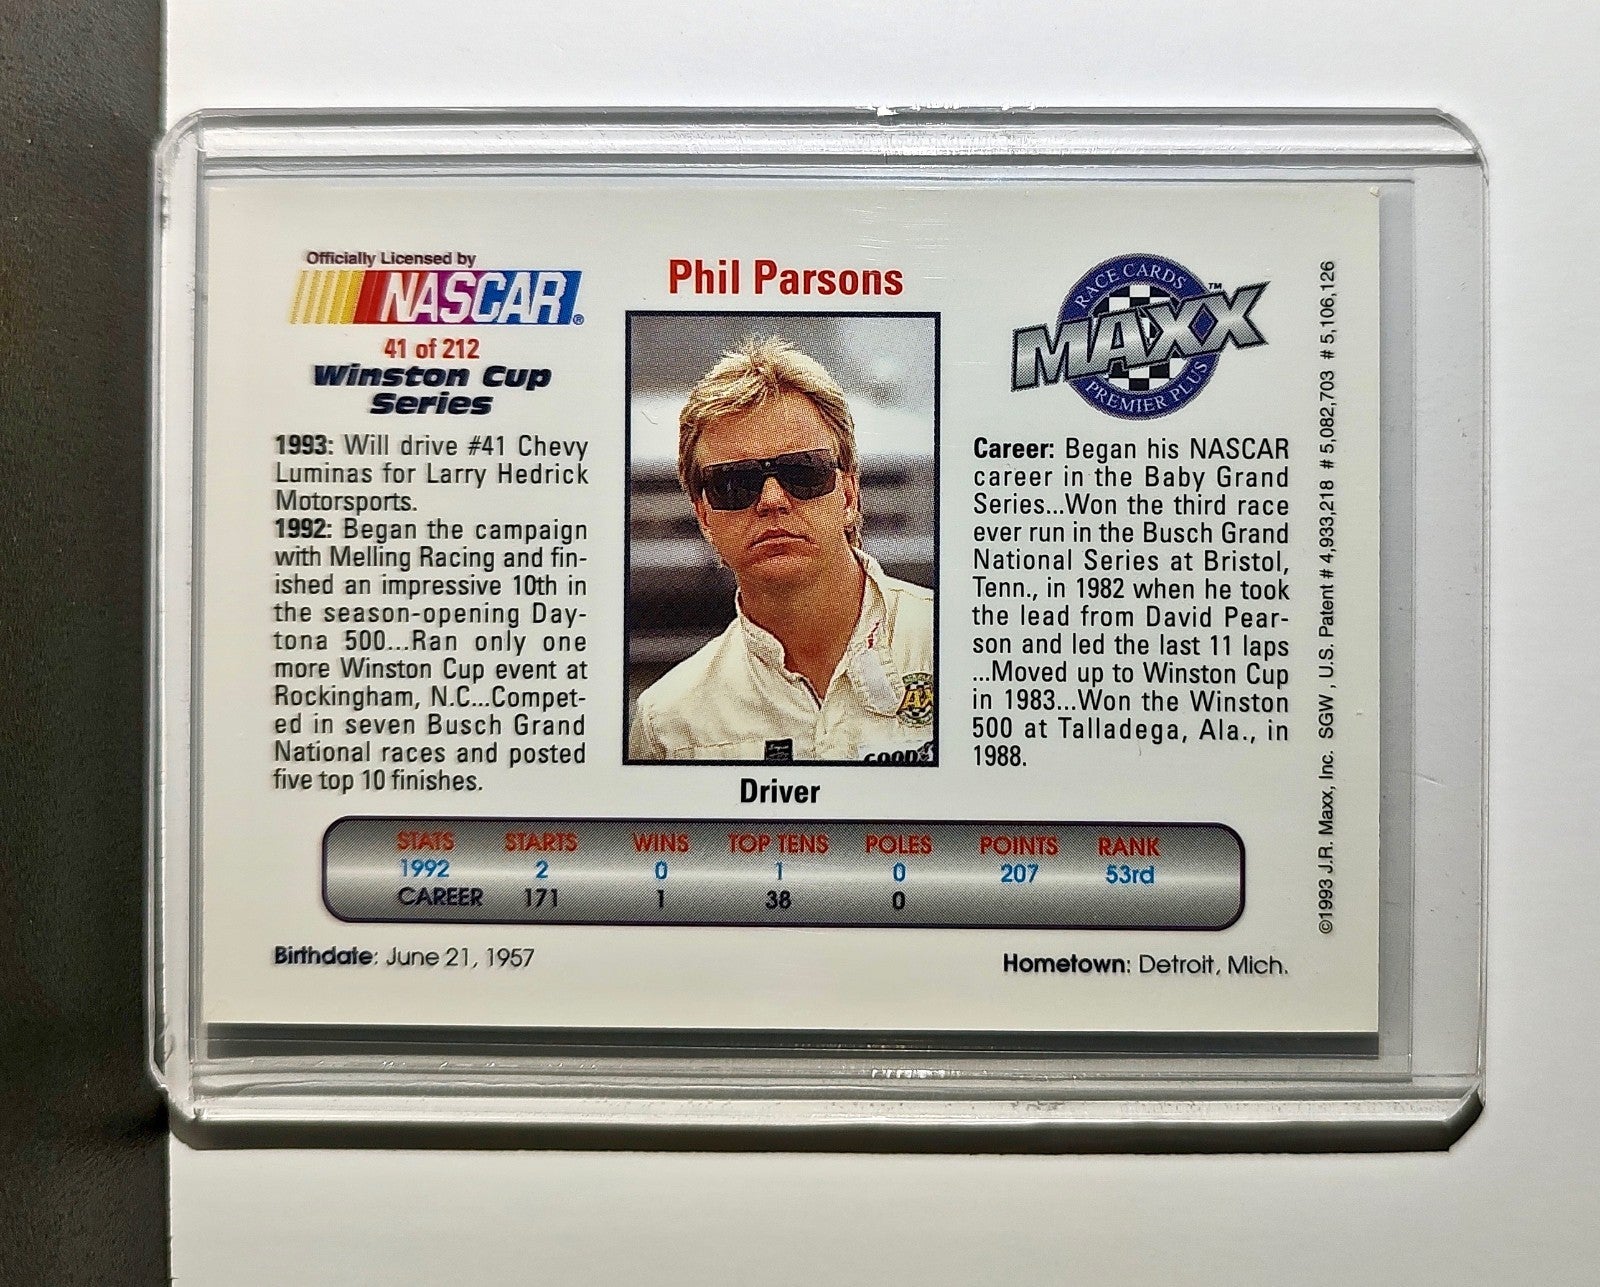 Officially Licensed by
NASCAR®
41 of 212
Winston Cup
Series
1993: Will drive #41 Chevy
Luminas for Larry Hedrick
Motorsports.
1992: Began the campaign
with Melling Racing and fin-
ished an impressive 10th in
the season-opening Day-
tona 500...Ran only one
more Winston Cup event at
Rockingham, N.C...Compet-
ed in seven Busch Grand
National races and posted
five top 10 finishes.
Phil Parsons
GOOD
Driver
RACE CARDS
MAXX™
PREMIER PLUS
Career: Began his NASCAR
career in the Baby Grand
Series...Won the third race
ever run in the Busch Grand
National Series at Bristol,
Tenn., in 1982 when he took
the lead from David Pear-
son and led the last 11 laps
...Moved up to Winston Cup
in 1983...Won the Winston
500 at Talladega, Ala., in
1988.
STATS STARTS WINS TOP TENS POLES POINTS RANK
1992 2 0 1 0 207 53rd
CAREER 171 1 38 0
Birthdate: June 21, 1957
Hometown: Detroit, Mich.
©1993 J.R. Maxx, Inc. SGW, U.S. Patent # 4,933,218 # 5,082,703 # 5,106,126